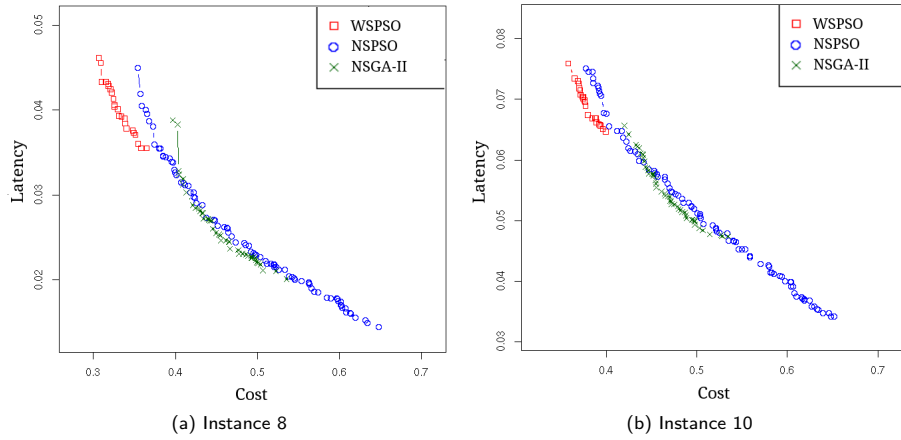 WSPSO
NSPSO
NSGA-II
0.05
0.04
0.03
0.02
Latency
0.3 0.4 0.5 0.6 0.7
Cost
(a) Instance 8
WSPSO
NSPSO
NSGA-II
0.08
0.07
0.06
0.05
0.04
0.03
Latency
0.4 0.5 0.6 0.7
Cost
(b) Instance 10